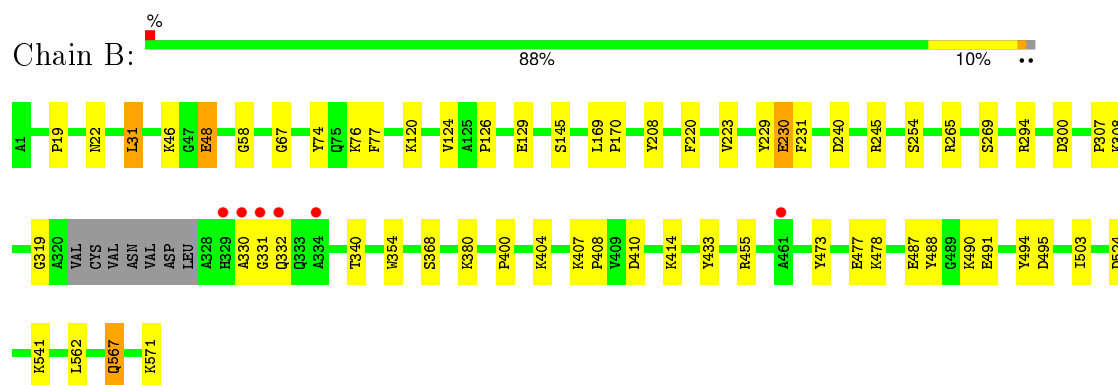 %
Chain B:
88%
10%
••
A1 P19 N22 L31 K46 G47 E48 G58 G67 Y74 Q75 K76 F77 K120 V124 A125 P126 E129 S145 L169 P170 Y208 F220 V223 Y229 E230 F231 D240 R245 S254 R265 S269 R294 D300 P307 K308
G319 A320 VAL CYS VAL ASN VAL ASP LEU A328 H329 A330 G331 Q332 Q333 A334 T340 W354 S368 K380 P400 K404 K407 P408 V409 D410 K414 Y433 R455 A461 Y473 E477 K478 E487 Y488 G489 K490 E491 Y494 D495 I503 D524
K541 L562 Q567 K571